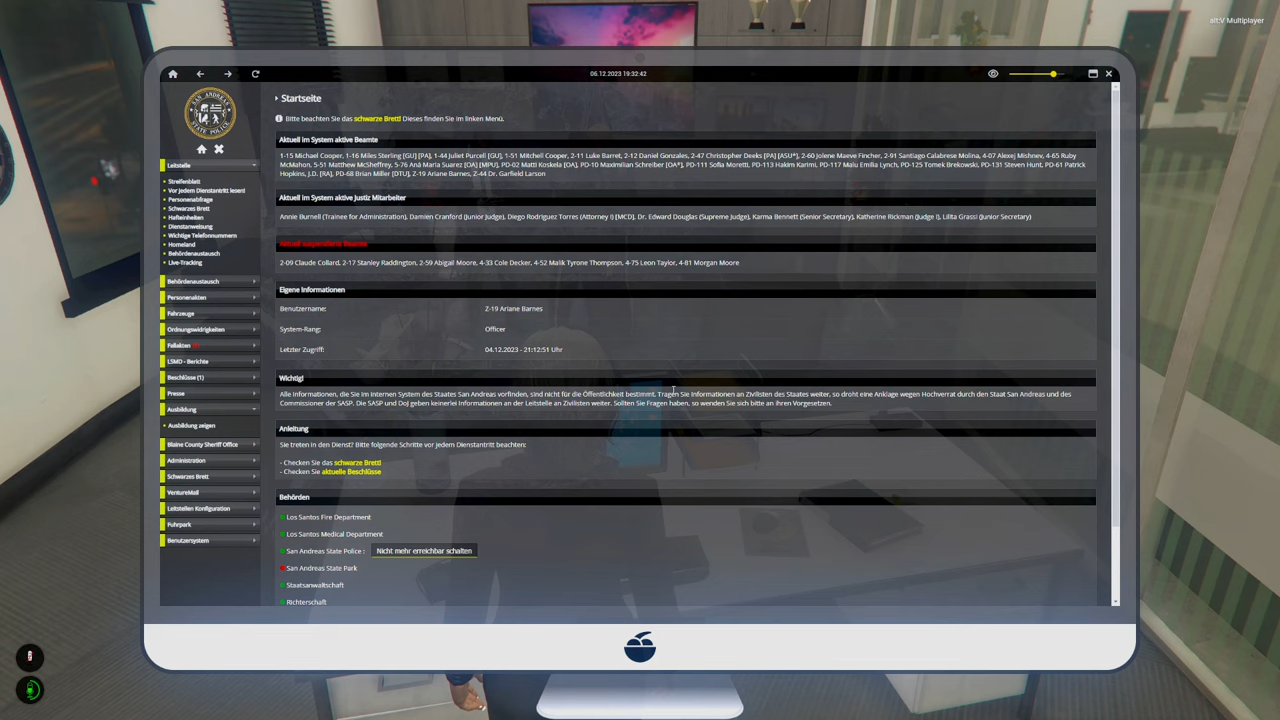 alt:V Multiplayer
06.12.2023 19:32:42
SAN ANDREAS
STATE POLICE
Leitstelle
Streifenblatt
Vor jedem Dienstantritt lesen!
Personenabfrage
Schwarzes Brett
Hafteinheiten
Dienstanweisung
Wichtige Telefonnummern
Homeland
Behördenaustausch
Live-Tracking
Behördenaustausch
Personenakten
Fahrzeuge
Ordnungswidrigkeiten
Fallakten
LSMD - Berichte
Beschlüsse (1)
Presse
Ausbildung
Ausbildung zeigen
Blaine County Sheriff Office
Administration
Schwarzes Brett
VentureMail
Leitstellen Konfiguration
Fuhrpark
Benutzersystem
Startseite
Bitte beachten Sie das schwarze Brett! Dieses finden Sie im linken Menü.
Aktuell im System aktive Beamte
1-15 Michael Cooper, 1-16 Miles Sterling [GU] [PA], 1-44 Juliet Purcell [GU], 1-51 Mitchell Cooper, 2-11 Luke Barret, 2-12 Daniel Gonzales, 2-47 Christopher Deeks [PA] [ASU*], 2-60 Jolene Maeve Fincher, 2-91 Santiago Calabrese Molina, 4-07 Alexej Mishnev, 4-65 Ruby
McMahon, 5-51 Matthew McSheffrey, 5-76 Ana Maria Suarez [OA] [MPU], PD-02 Matti Koskela [OA], PD-10 Maximilian Schreiber [OA*], PD-111 Sofia Moretti, PD-113 Hakim Karimi, PD-117 Malu Emilia Lynch, PD-125 Tomek Brekowski, PD-131 Steven Hunt, PD-61 Patrick
Hopkins, J.D. [RA], PD-68 Brian Miller [DTU], Z-19 Ariane Barnes, Z-44 Dr. Garfield Larson
Aktuell im System aktive Justiz Mitarbeiter
Annie Burnell (Trainee for Administration), Damien Cranford (Junior Judge), Diego Rodriguez Torres (Attorney I) [MCD], Dr. Edward Douglas (Supreme Judge), Karma Bennett (Senior Secretary), Katherine Rickman (Judge I), Lilita Grassi (Junior Secretary)
Aktuell suspendierte Beamte
2-09 Claude Collard, 2-17 Stanley Raddington, 2-59 Abigail Moore, 4-33 Cole Decker, 4-52 Malik Tyrone Thompson, 4-75 Leon Taylor, 4-81 Morgan Moore
Eigene Informationen
Benutzername: Z-19 Ariane Barnes
System-Rang: Officer
Letzter Zugriff: 04.12.2023 - 21:12:51 Uhr
Wichtig!
Alle Informationen, die Sie im Internen System des Staates San Andreas vorfinden, sind nicht für die Öffentlichkeit bestimmt. Tragen Sie Informationen an Zivilisten des Staates weiter, so droht eine Anklage wegen Hochverrat durch den Staat San Andreas und des
Commissioner der SASP. Die SASP und DoJ geben keinerlei Informationen an der Leitstelle an Zivilisten weiter. Sollten Sie Fragen haben, so wenden Sie sich bitte an Ihren Vorgesetzen.
Anleitung
Sie treten in den Dienst? Bitte folgende Schritte vor jedem Dienstantritt beachten:
- Checken Sie das schwarze Brett!
- Checken Sie aktuelle Beschlüsse
Behörden
Los Santos Fire Department
Los Santos Medical Department
San Andreas State Police : Nicht mehr erreichbar schalten
San Andreas State Park
Staatsanwaltschaft
Richterschaft